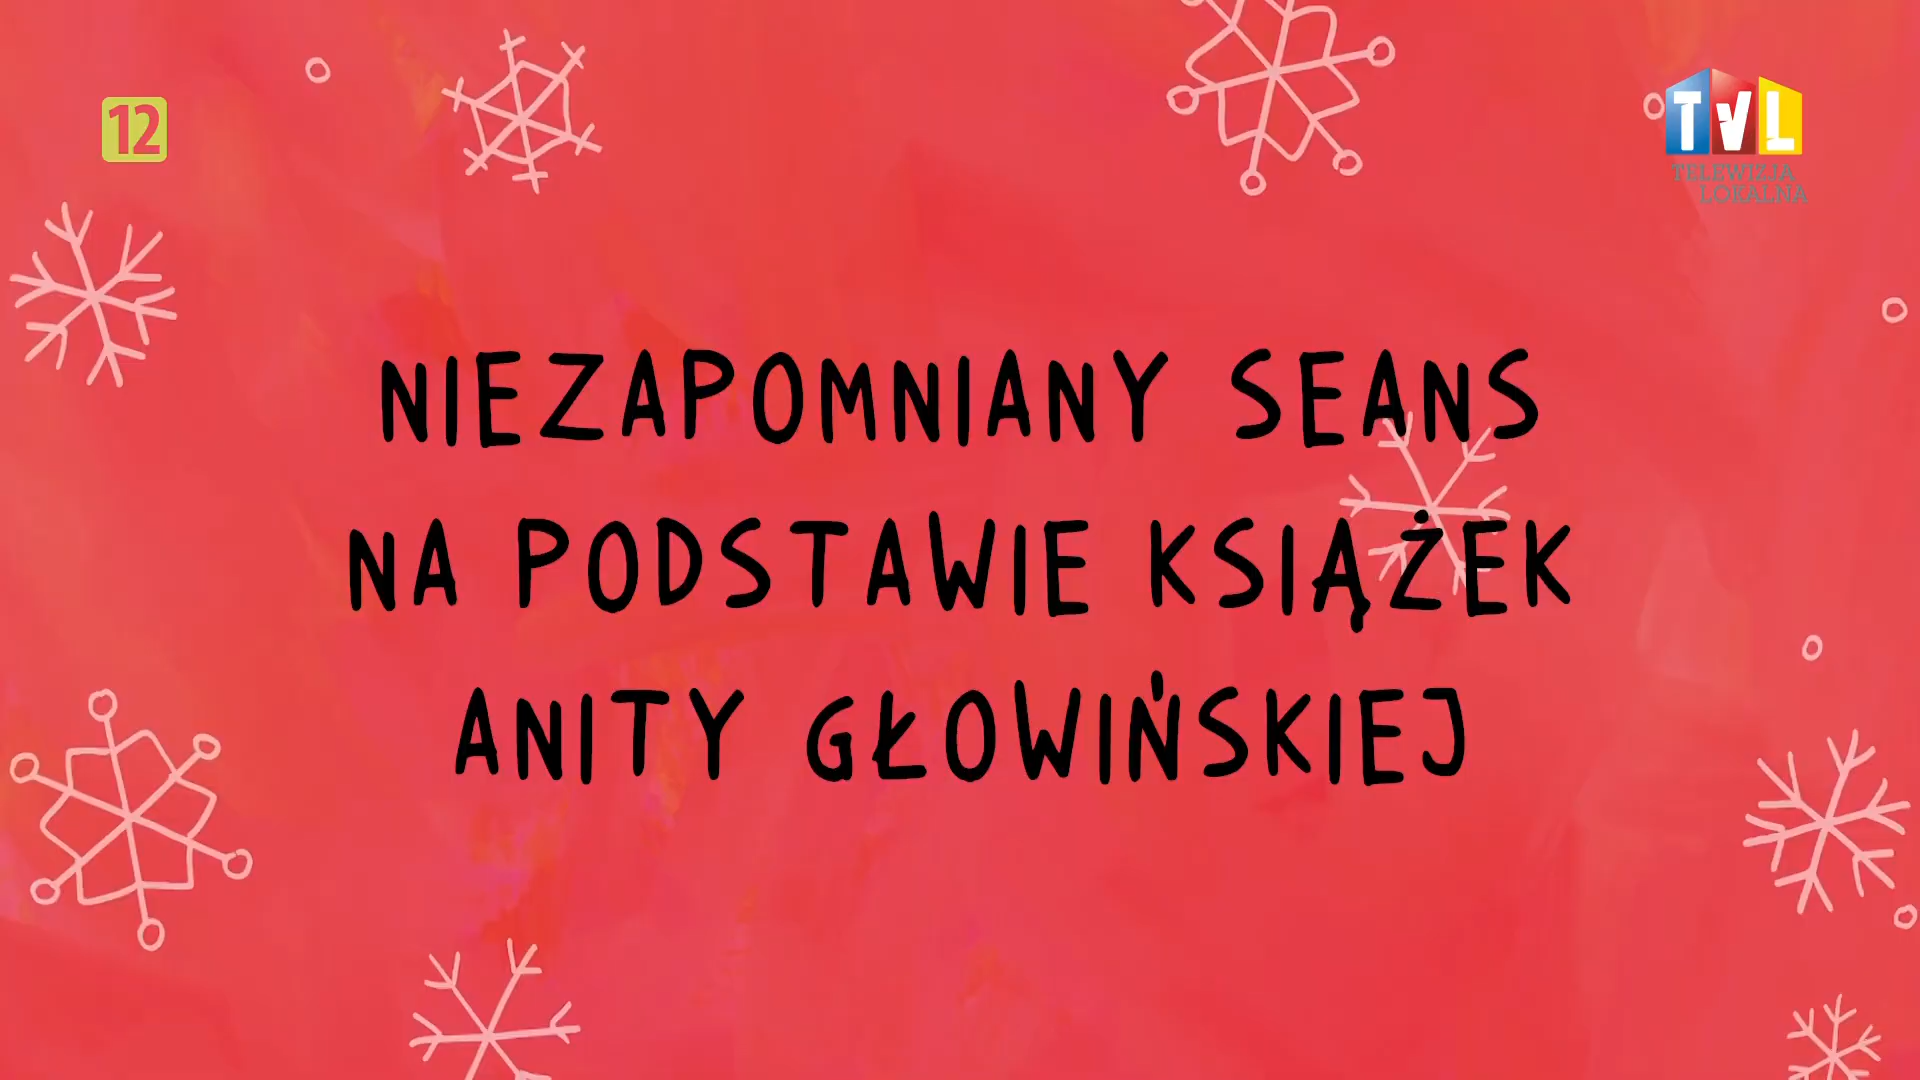 12
TVL
TELEWIZJA
LOKALNA
NIEZAPOMNIANY SEANS
NA PODSTAWIE KSIĄŻEK
ANITY GŁOWIŃSKIEJ